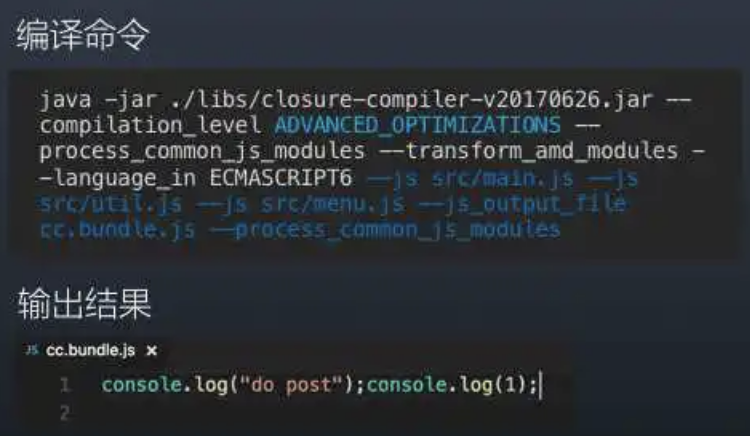 编译命令
java -jar ./libs/closure-compiler-v20170626.jar --
compilation_level ADVANCED_OPTIMIZATIONS --
process_common_js_modules --transform_amd_modules -
-language_in ECMASCRIPT6 --js src/main.js --js
src/util.js --js src/menu.js --js_output_file
cc.bundle.js --process_common_js_modules
输出结果
JS cc.bundle.js ×
1 console.log("do post");console.log(1);
2